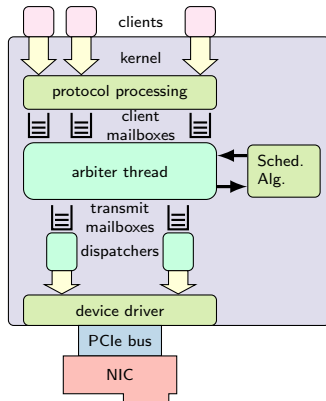 clients
kernel
protocol processing
client
mailboxes
arbiter thread
Sched.
Alg.
transmit
mailboxes
dispatchers
device driver
PCIe bus
NIC